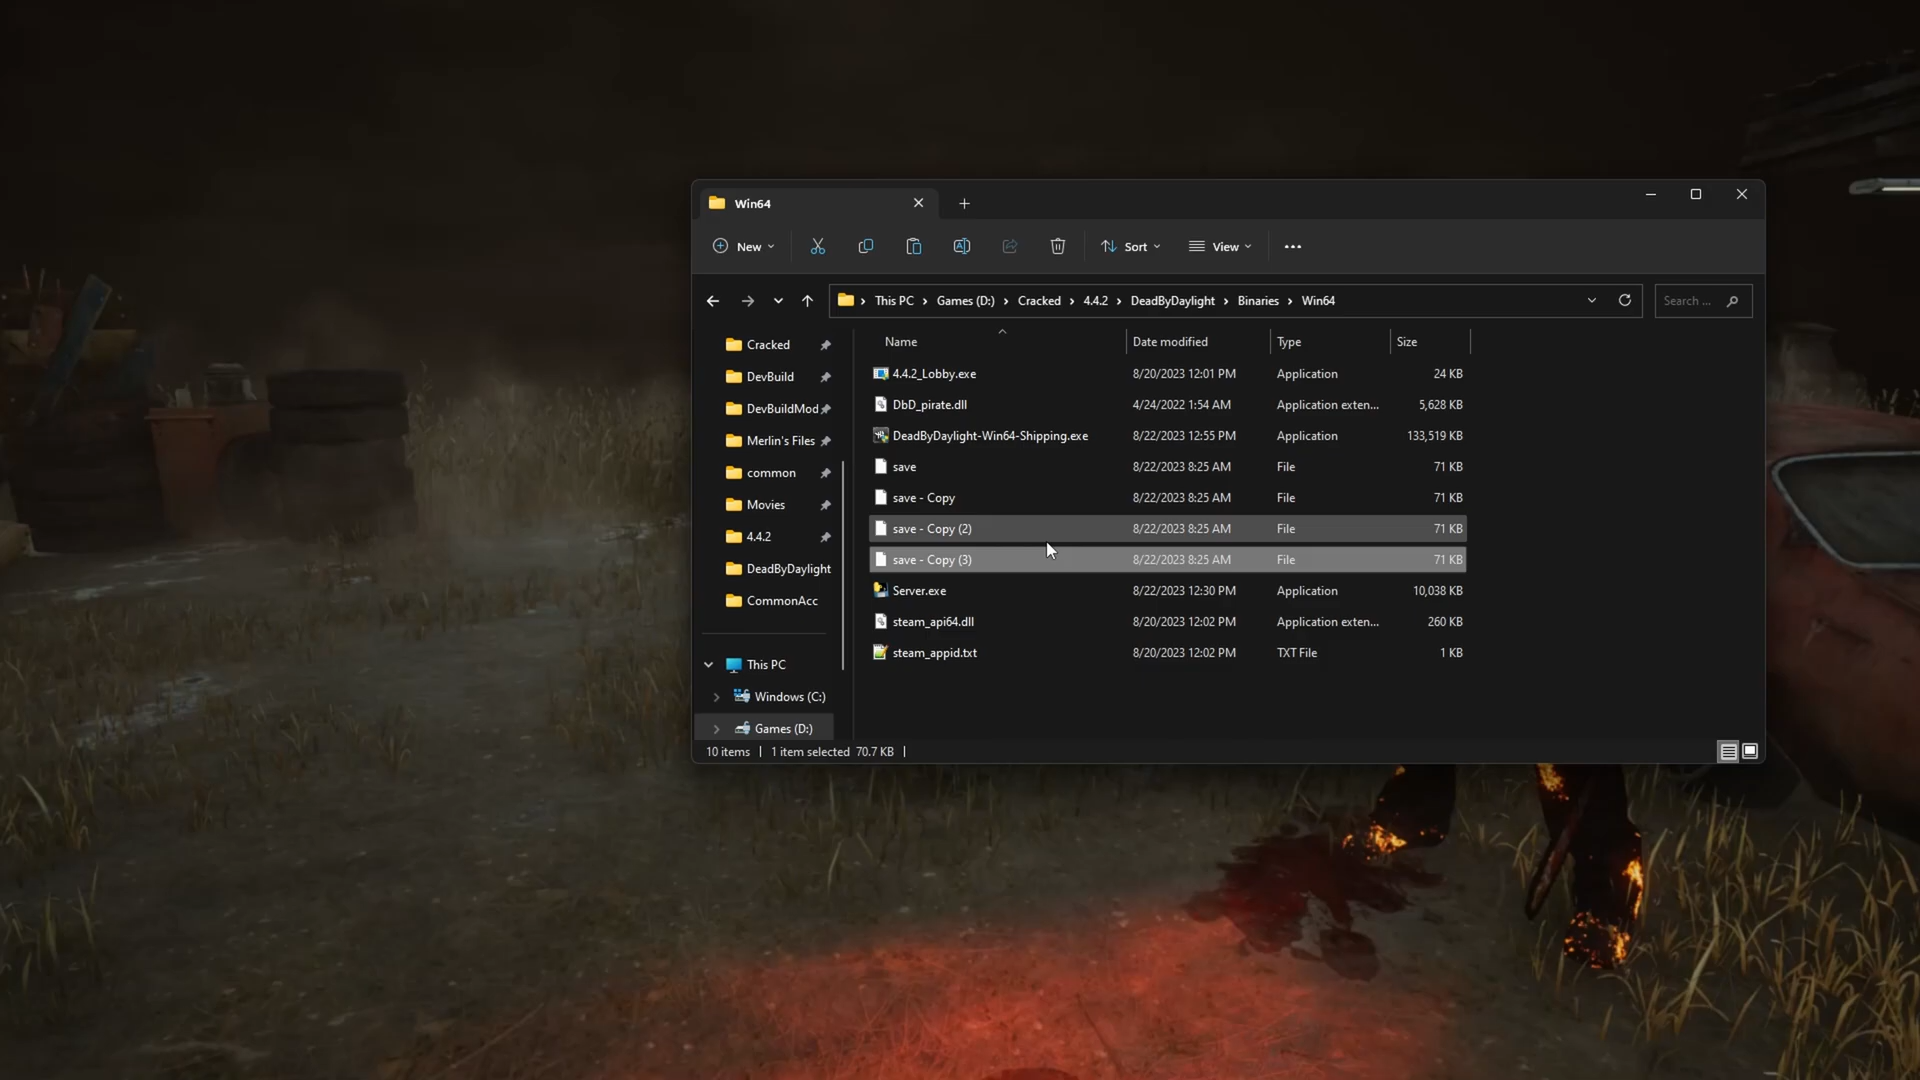 Win64
New
Sort
View
This PC > Games (D:) > Cracked > 4.4.2 > DeadByDaylight > Binaries > Win64
Search ...
Cracked
DevBuild
DevBuildMod
Merlin's Files
common
Movies
4.4.2
DeadByDaylight
CommonAcc
This PC
Windows (C:)
Games (D:)
Name Date modified Type Size
4.4.2_Lobby.exe 8/20/2023 12:01 PM Application 24 KB
DbD_pirate.dll 4/24/2022 1:54 AM Application exten... 5,628 KB
DeadByDaylight-Win64-Shipping.exe 8/22/2023 12:55 PM Application 133,519 KB
save 8/22/2023 8:25 AM File 71 KB
save - Copy 8/22/2023 8:25 AM File 71 KB
save - Copy (2) 8/22/2023 8:25 AM File 71 KB
save - Copy (3) 8/22/2023 8:25 AM File 71 KB
Server.exe 8/22/2023 12:30 PM Application 10,038 KB
steam_api64.dll 8/20/2023 12:02 PM Application exten... 260 KB
steam_appid.txt 8/20/2023 12:02 PM TXT File 1 KB
10 items | 1 item selected 70.7 KB |